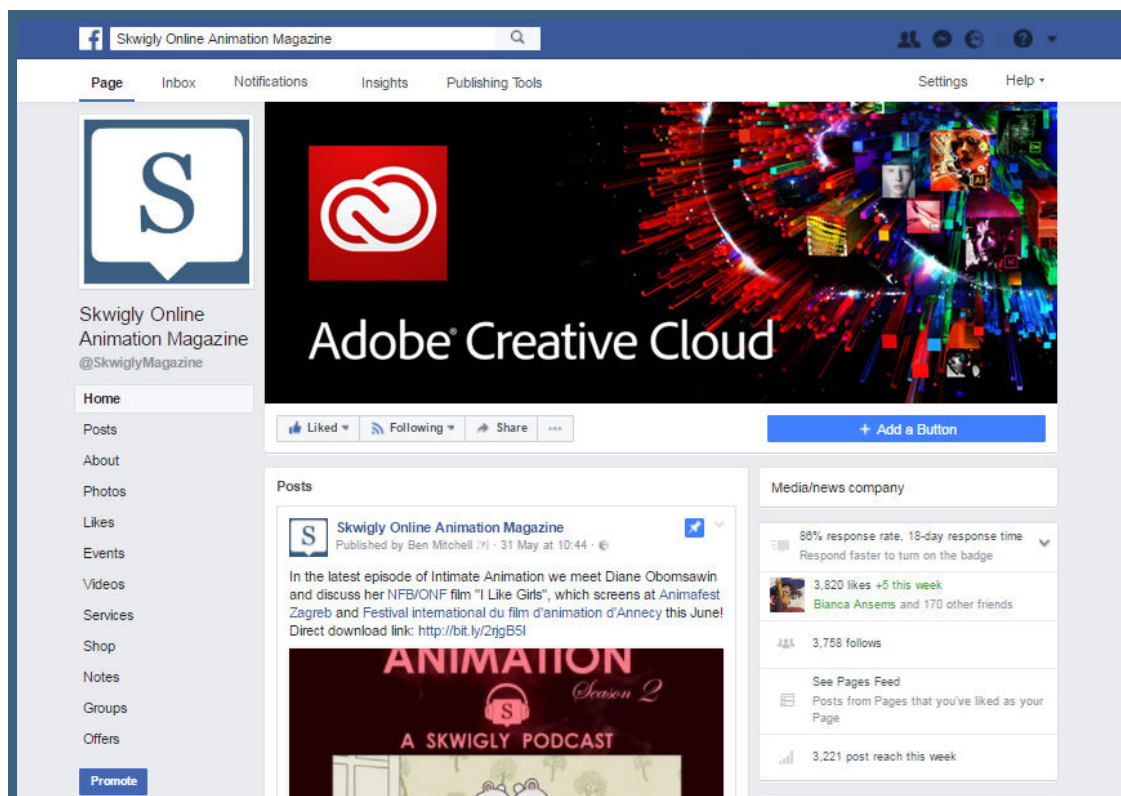 Skwigly Online Animation Magazine
Page Inbox Notifications Insights Publishing Tools Settings Help
S
Adobe® Creative Cloud
Skwigly Online
Animation Magazine
@SkwiglyMagazine
Home
Posts
About
Photos
Likes
Events
Videos
Services
Shop
Notes
Groups
Offers
Promote
Liked Following Share ...
+ Add a Button
Posts
S
Skwigly Online Animation Magazine
Published by Ben Mitchell [?] · 31 May at 10:44 ·
In the latest episode of Intimate Animation we meet Diane Obomsawin
and discuss her NFB/ONF film "I Like Girls", which screens at Animafest
Zagreb and Festival international du film d'animation d'Annecy this June!
Direct download link: http://bit.ly/2rjgB5I
ANIMATION
Season 2
S
A SKWIGLY PODCAST
Media/news company
86% response rate, 18-day response time
Respond faster to turn on the badge
3,820 likes +5 this week
Bianca Ansems and 170 other friends
3,758 follows
See Pages Feed
Posts from Pages that you've liked as your
Page
3,221 post reach this week